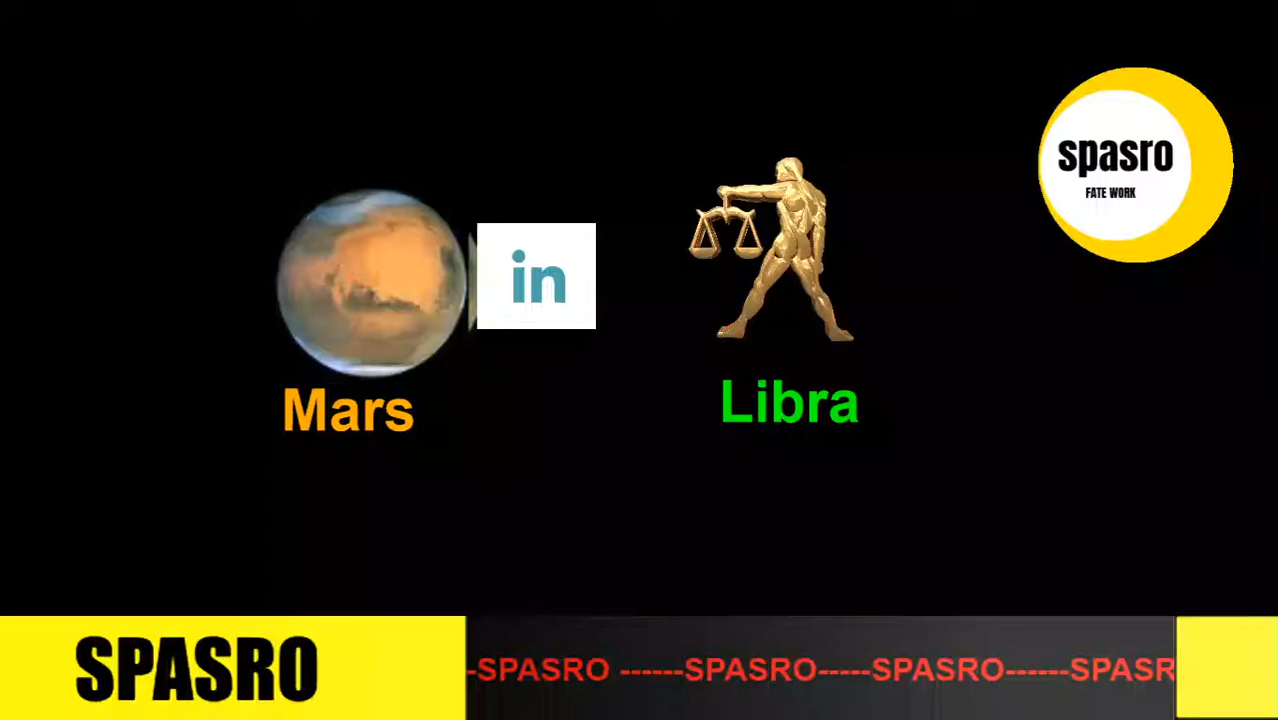 spasro
FATE WORK
in
Mars
Libra
SPASRO
-SPASRO ------SPASRO-----SPASRO------SPASR